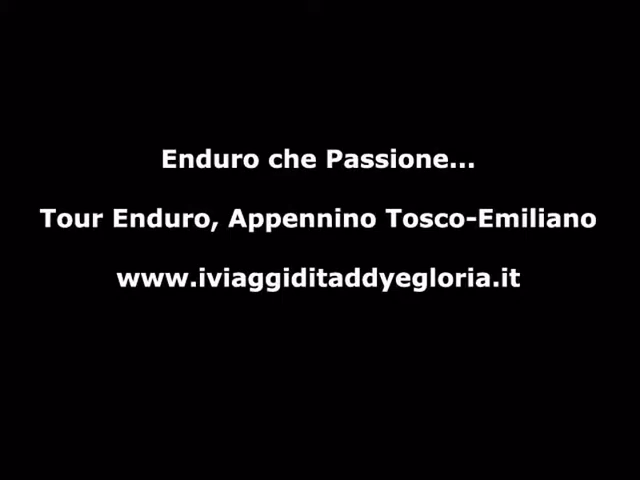 Enduro che Passione...
Tour Enduro, Appennino Tosco-Emiliano
www.iviaggiditaddyegloria.it